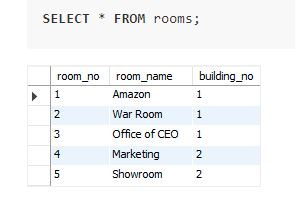 SELECT * FROM rooms;
room_no room_name building_no
1 Amazon 1
2 War Room 1
3 Office of CEO 1
4 Marketing 2
5 Showroom 2